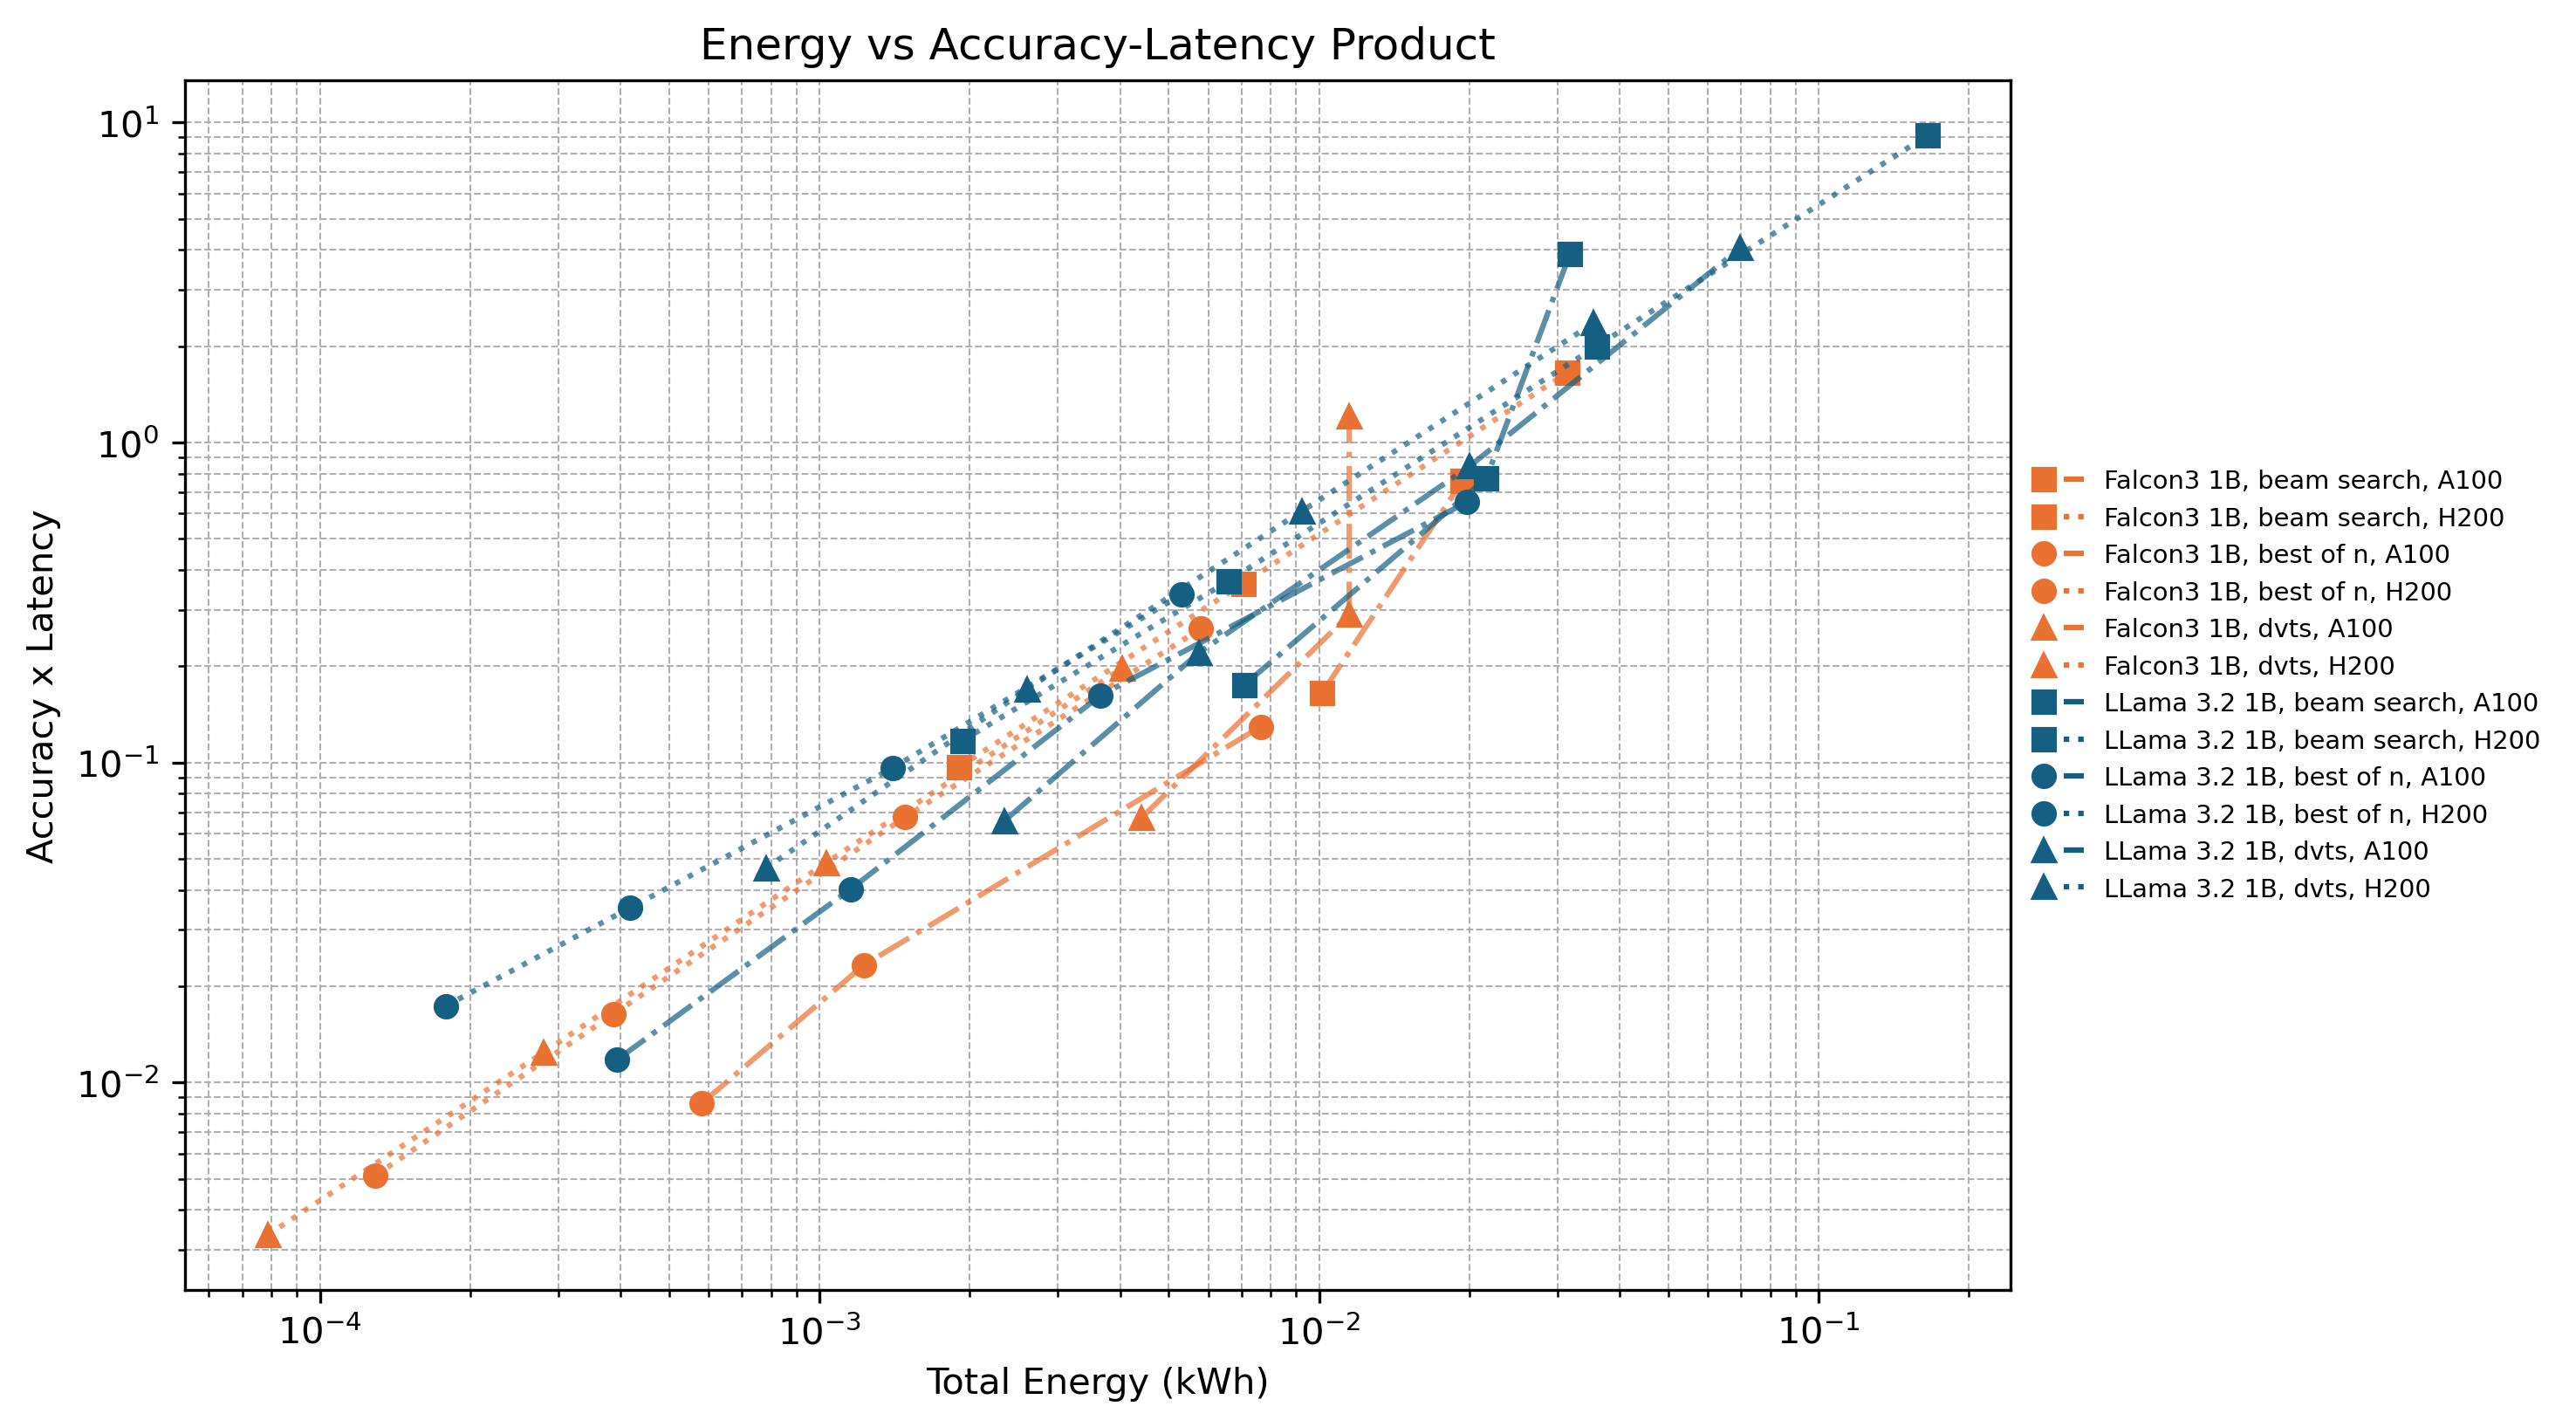 Energy vs Accuracy-Latency Product
10¹
10⁰
10⁻¹
10⁻²
Accuracy x Latency
10⁻⁴ 10⁻³ 10⁻² 10⁻¹
Total Energy (kWh)
Falcon3 1B, beam search, A100
Falcon3 1B, beam search, H200
Falcon3 1B, best of n, A100
Falcon3 1B, best of n, H200
Falcon3 1B, dvts, A100
Falcon3 1B, dvts, H200
LLama 3.2 1B, beam search, A100
LLama 3.2 1B, beam search, H200
LLama 3.2 1B, best of n, A100
LLama 3.2 1B, best of n, H200
LLama 3.2 1B, dvts, A100
LLama 3.2 1B, dvts, H200